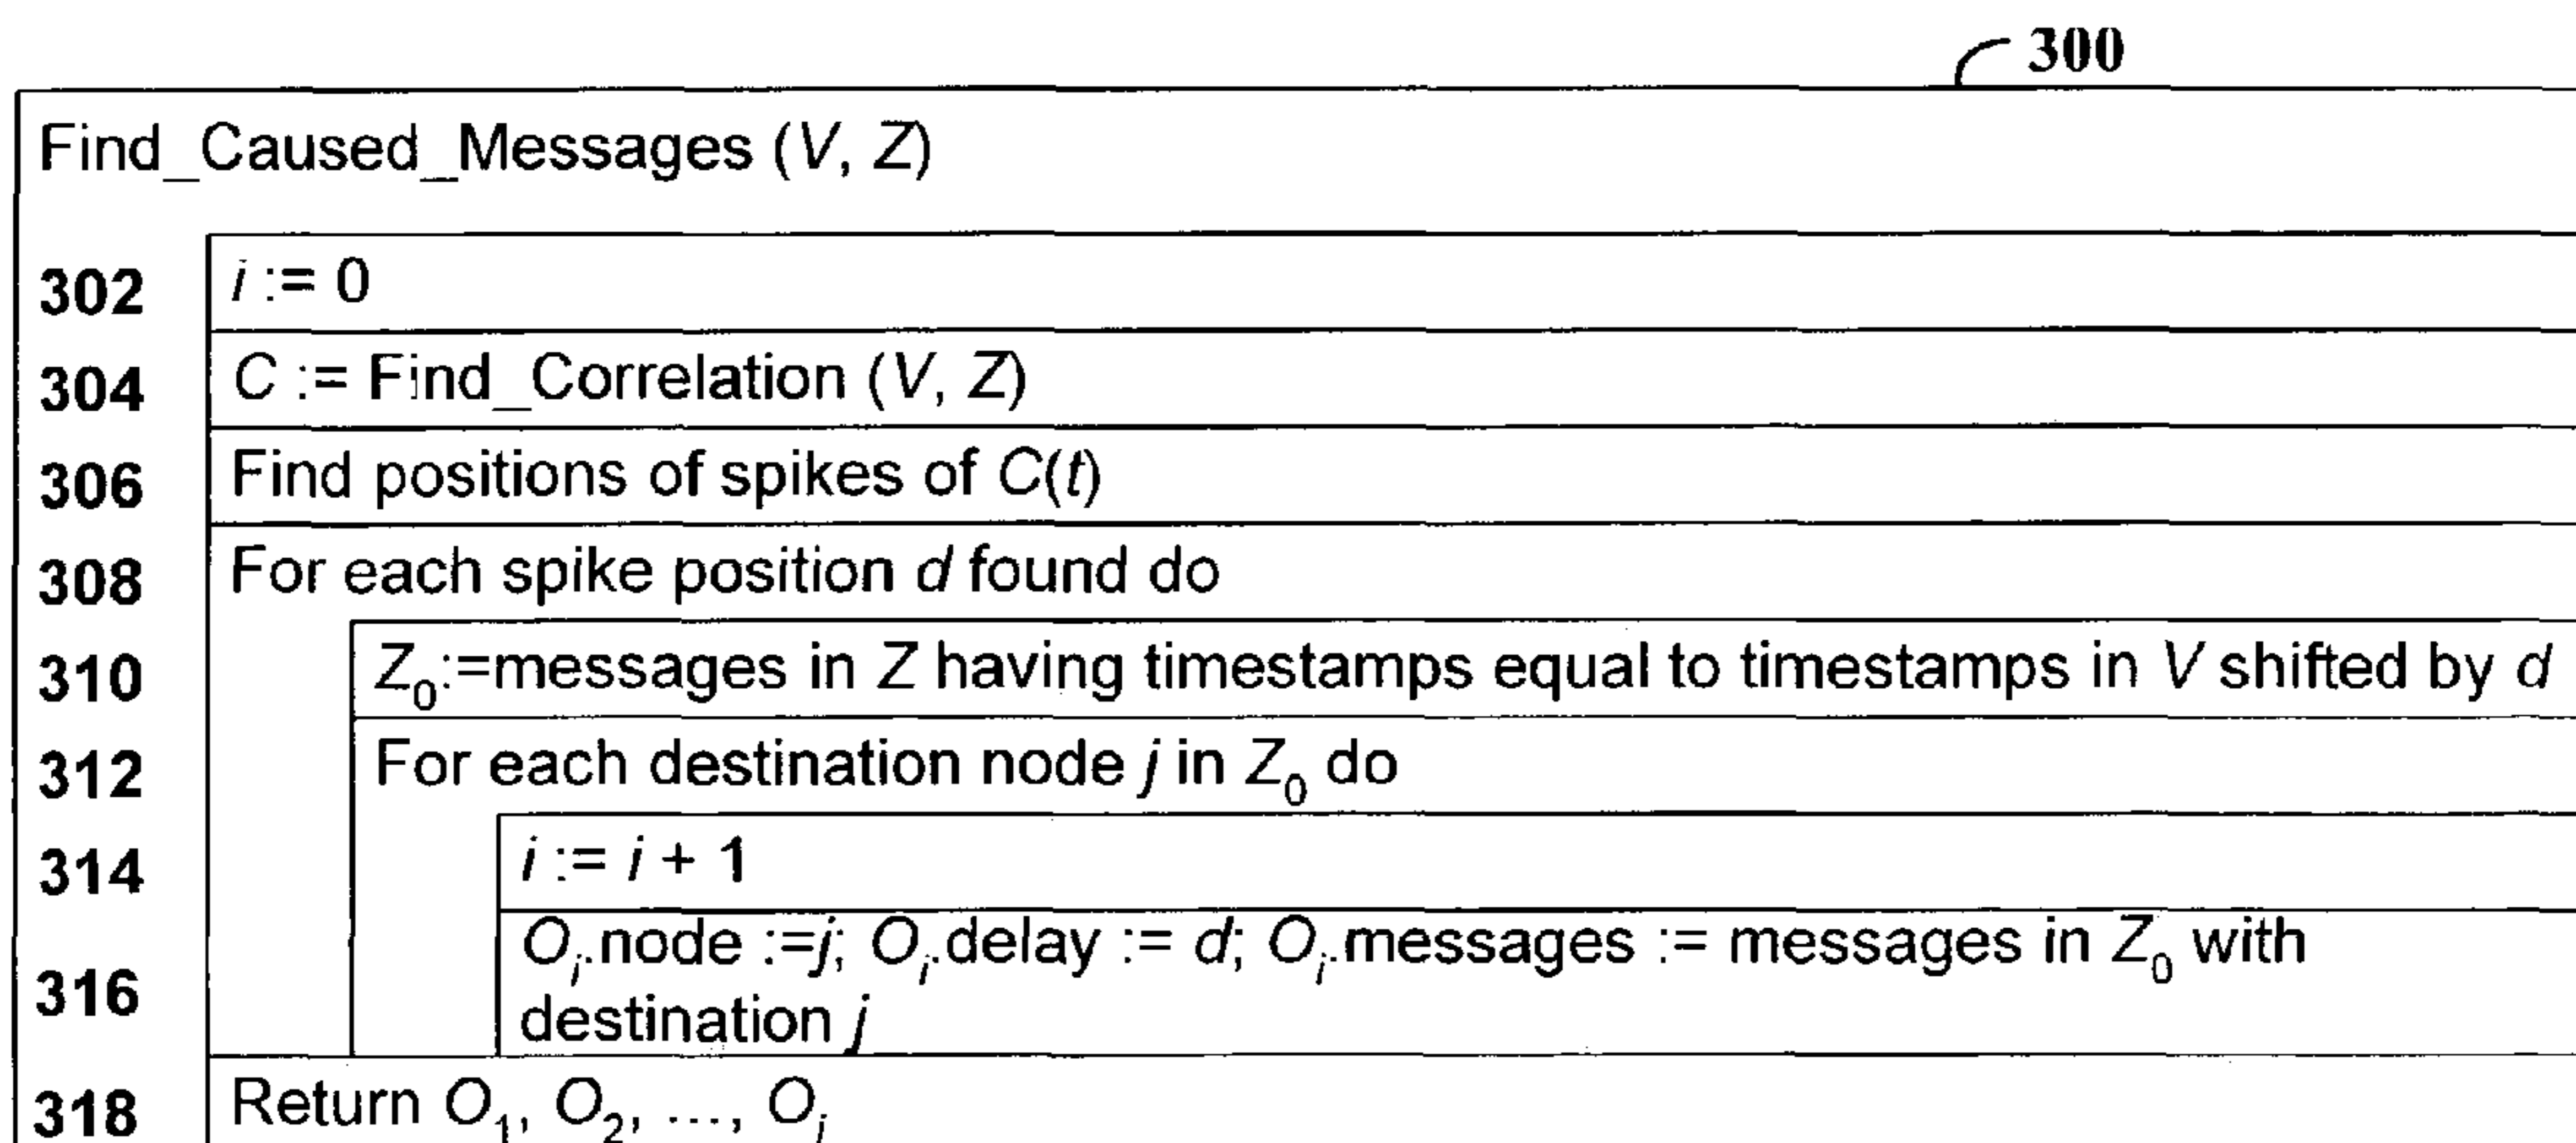 300
Find_Caused_Messages (V, Z)
302 i := 0
304 C := Find_Correlation (V, Z)
306 Find positions of spikes of C(t)
308 For each spike position d found do
310 Z₀:=messages in Z having timestamps equal to timestamps in V shifted by d
312 For each destination node j in Z₀ do
314 i := i + 1
316 Oᵢ.node :=j; Oᵢ.delay := d; Oᵢ.messages := messages in Z₀ with
destination j
318 Return O₁, O₂, ..., Oᵢ